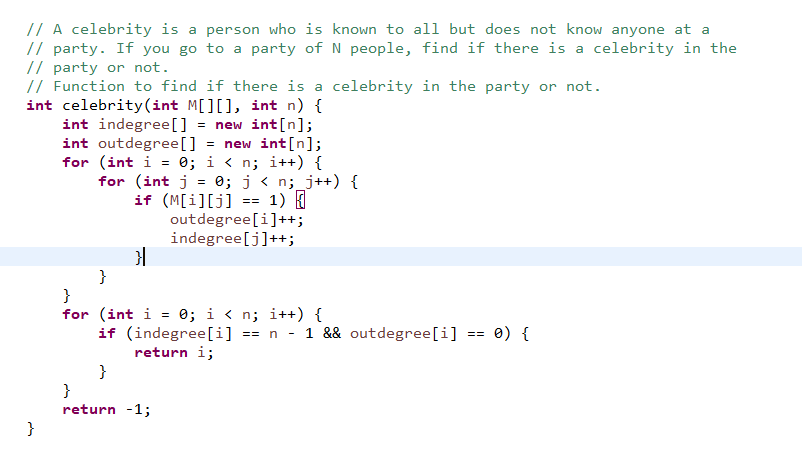 // A celebrity is a person who is known to all but does not know anyone at a
// party. If you go to a party of N people, find if there is a celebrity in the
// party or not.
// Function to find if there is a celebrity in the party or not.
int celebrity(int M[][], int n) {
    int indegree[] = new int[n];
    int outdegree[] = new int[n];
    for (int i = 0; i < n; i++) {
        for (int j = 0; j < n; j++) {
            if (M[i][j] == 1) {
                outdegree[i]++;
                indegree[j]++;
            }
        }
    }
    for (int i = 0; i < n; i++) {
        if (indegree[i] == n - 1 && outdegree[i] == 0) {
            return i;
        }
    }
    return -1;
}